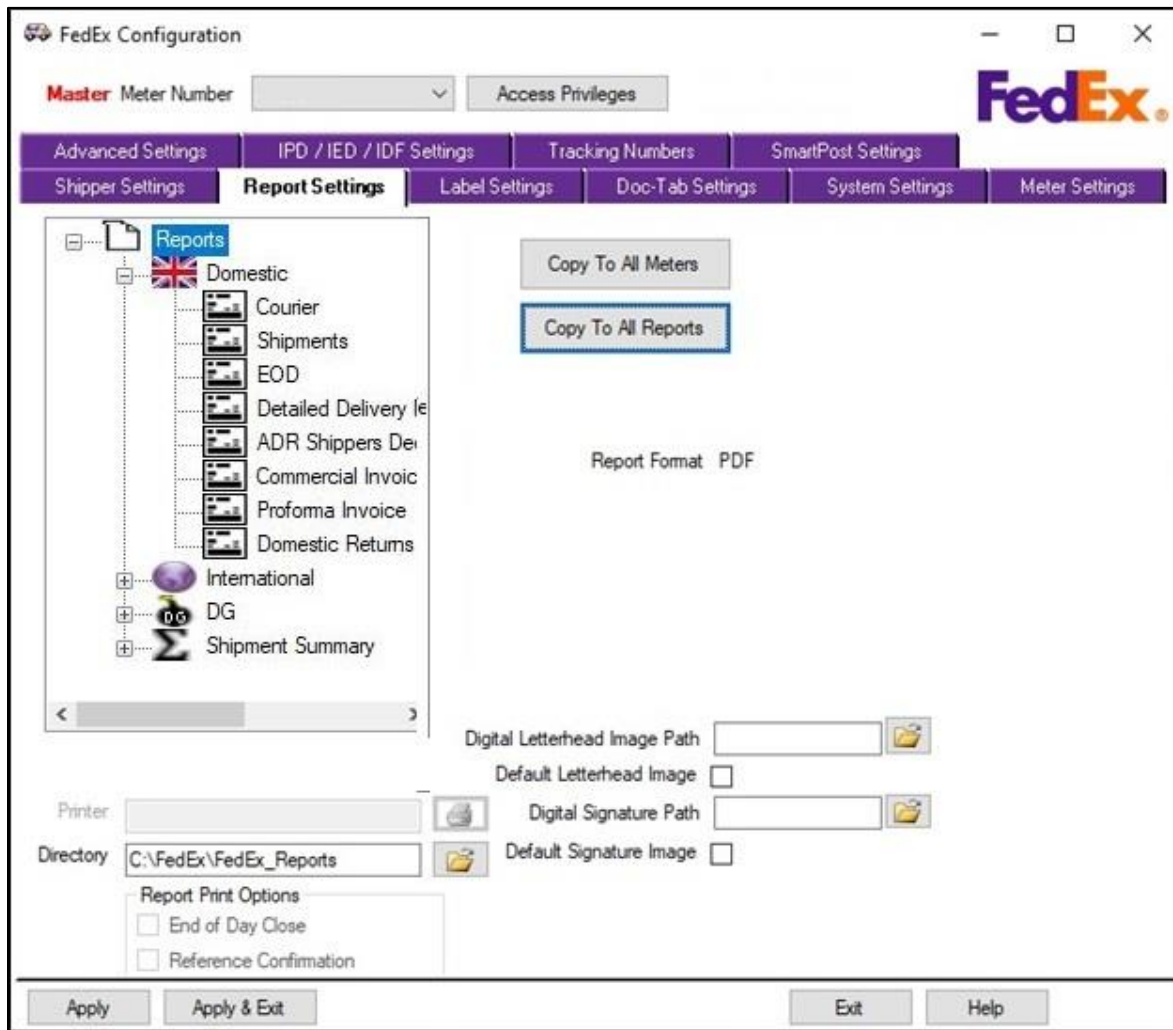 FedEx Configuration
Master Meter Number
Access Privileges
FedEx.
Advanced Settings
IPD / IED / IDF Settings
Tracking Numbers
SmartPost Settings
Shipper Settings
Report Settings
Label Settings
Doc-Tab Settings
System Settings
Meter Settings
Reports
Domestic
Courier
Shipments
EOD
Detailed Delivery
ADR Shippers
Commercial Invoic
Proforma Invoice
Domestic Returns
International
DG
DG
Shipment Summary
Copy To All Meters
Copy To All Reports
Report Format PDF
Digital Letterhead Image Path
Default Letterhead Image
Digital Signature Path
Default Signature Image
Printer
Directory
C:\FedEx\FedEx_Reports
Report Print Options
End of Day Close
Reference Confirmation
Apply
Apply & Exit
Exit
Help